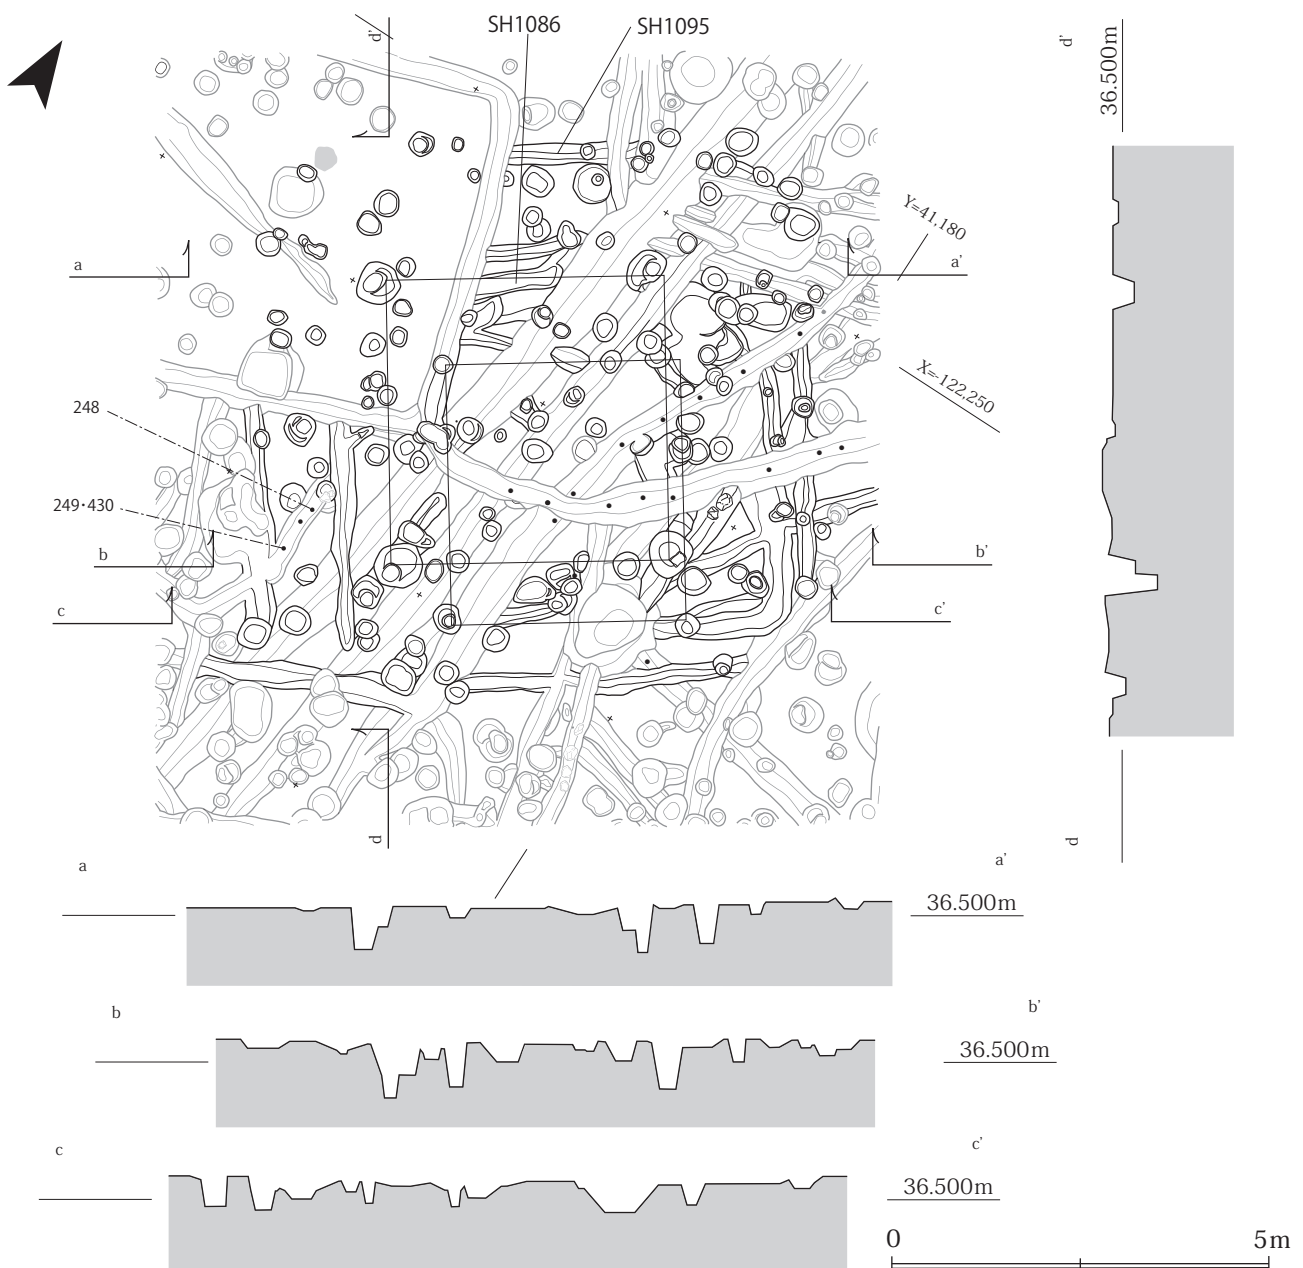 SH1086
SH1095
d'
d'
36.500m
Y=41,180
a
a'
X=-122,250
248
249・430
b
b'
c
c'
d
d
a
a'
36.500m
b
b'
36.500m
c
c'
36.500m
0
5m